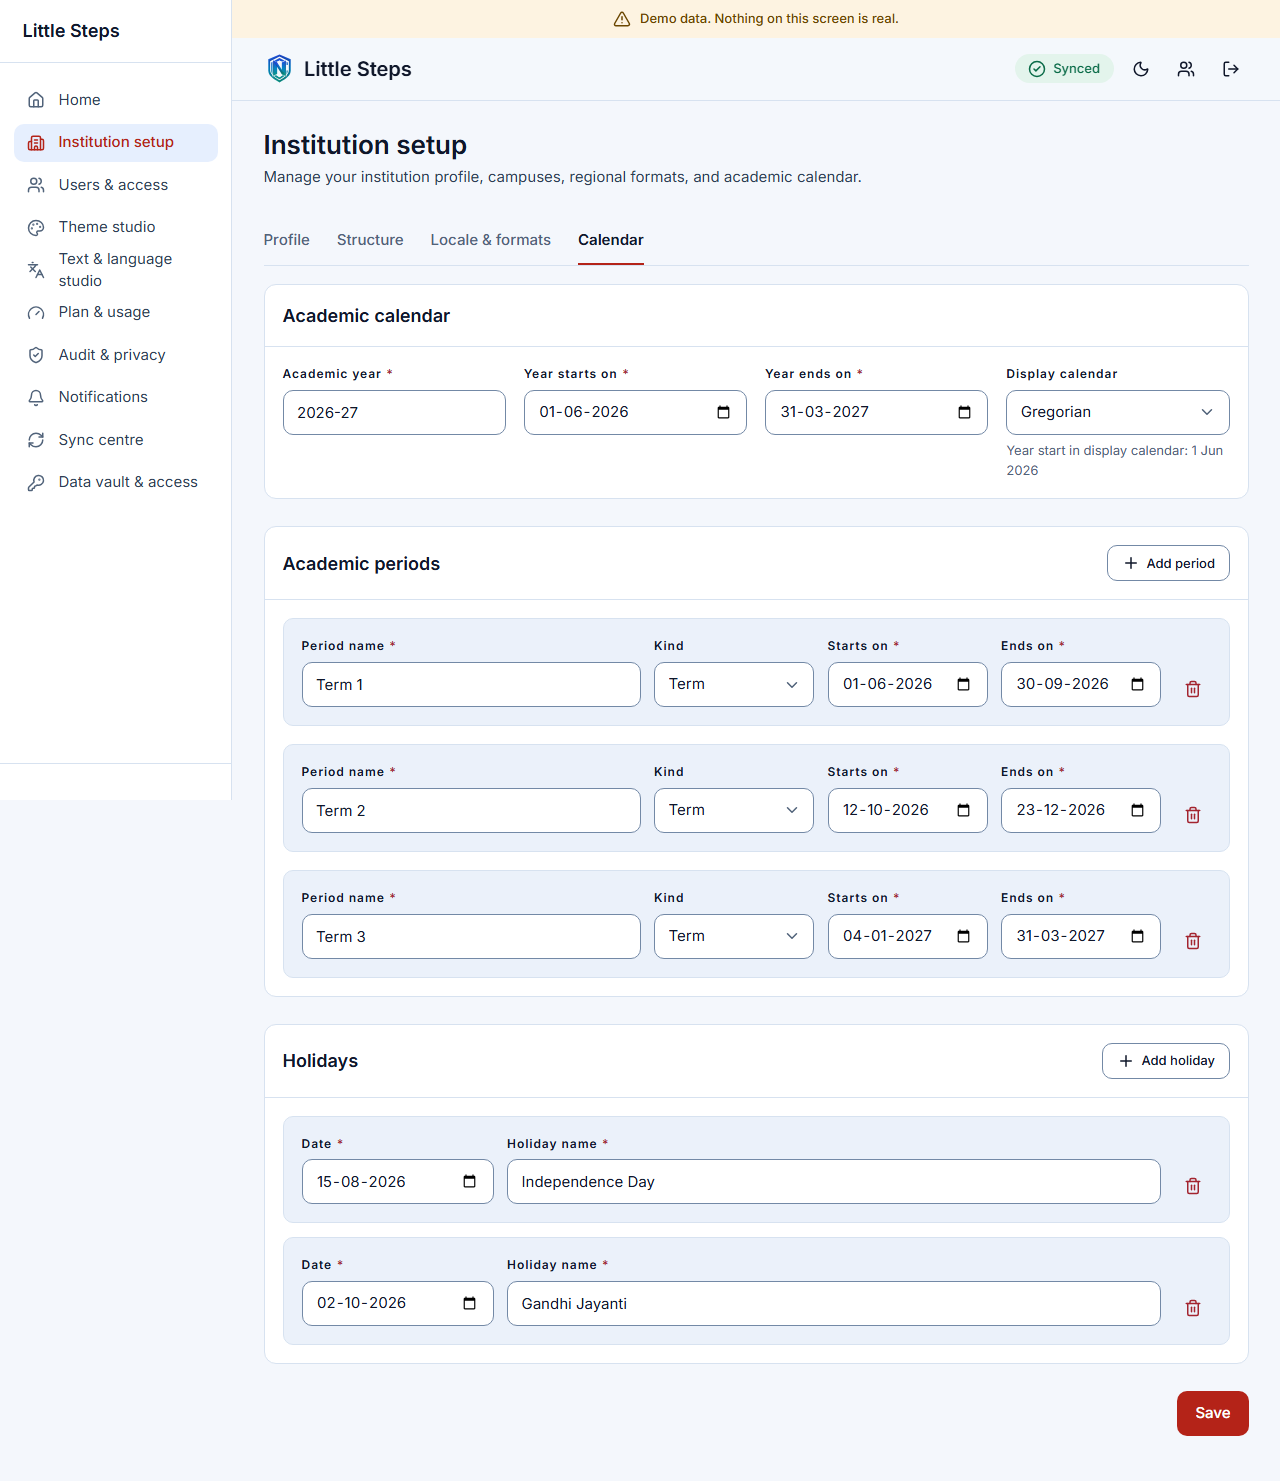 Little Steps
Demo data. Nothing on this screen is real.
Little Steps
Synced
Home
Institution setup
Users & access
Theme studio
Text & language
studio
Plan & usage
Audit & privacy
Notifications
Sync centre
Data vault & access
Institution setup
Manage your institution profile, campuses, regional formats, and academic calendar.
Profile Structure Locale & formats Calendar
Academic calendar
Academic year * Year starts on * Year ends on * Display calendar
2026-27 01-06-2026 31-03-2027 Gregorian
Year start in display calendar: 1 Jun
2026
Academic periods Add period
Period name * Kind Starts on * Ends on *
Term 1 Term 01-06-2026 30-09-2026
Period name * Kind Starts on * Ends on *
Term 2 Term 12-10-2026 23-12-2026
Period name * Kind Starts on * Ends on *
Term 3 Term 04-01-2027 31-03-2027
Holidays Add holiday
Date * Holiday name *
15-08-2026 Independence Day
Date * Holiday name *
02-10-2026 Gandhi Jayanti
Save